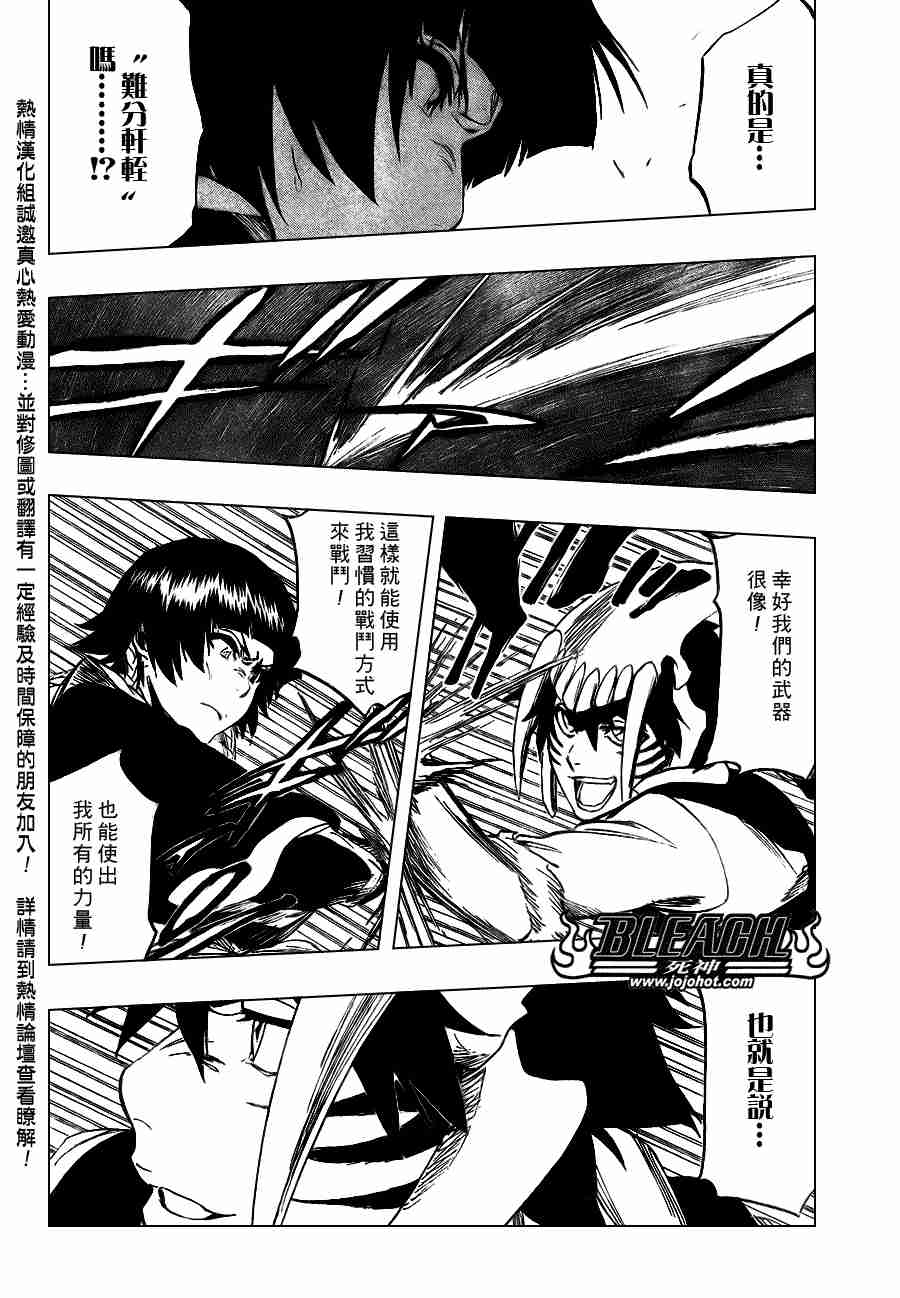 真的是…
〝難分軒輊〞
嗎………!?
幸好我們的武器
很像！
這樣就能使用
我習慣的戰鬥方式
來戰鬥！
也能使出
我所有的力量！
BLEACH
死神
www.jojohot.com
也就是說…
熱情漢化組誠邀真心熱愛動漫…並對修圖或翻譯有一定經驗及時間保障的朋友加入！　詳情請到熱情論壇查看瞭解！